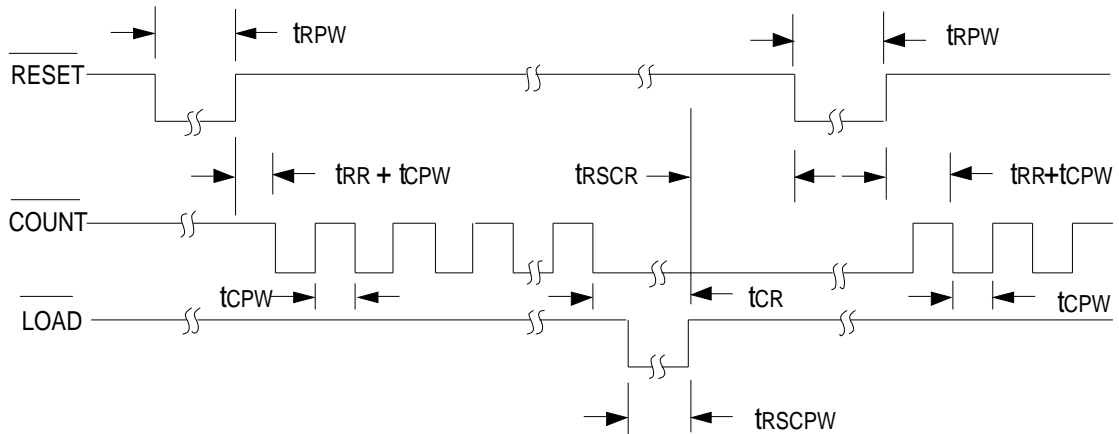 tRPW tRPW
RESET
tRR + tCPW tRSCR tRR+tCPW
COUNT
tCPW tCR tCPW
LOAD
tRSCPW